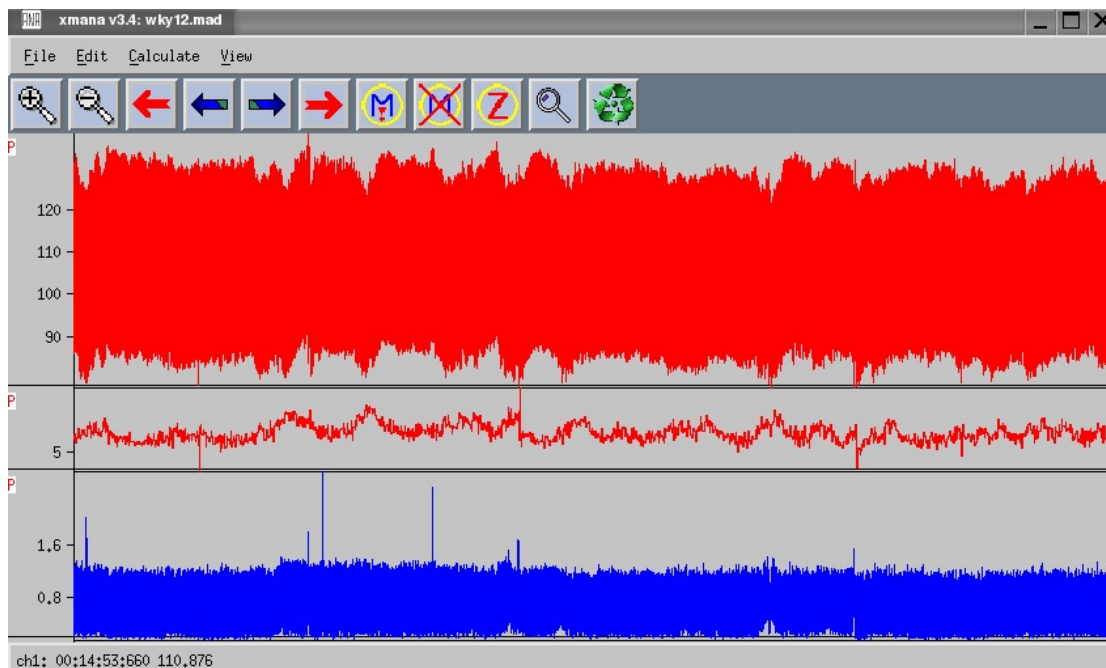 ANA xmana v3.4: wky12.mad
File Edit Calculate View
M M Z
P
120
110
100
90
P
5
P
1.6
0.8
ch1: 00:14:53:660 110.876